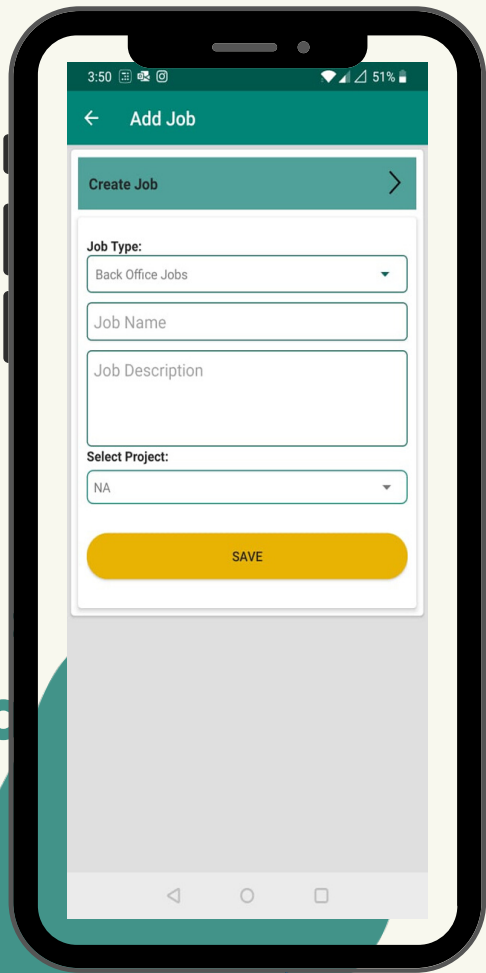 3:50 51%
Add Job
Create Job
Job Type:
Back Office Jobs
Job Name
Job Description
Select Project:
NA
SAVE